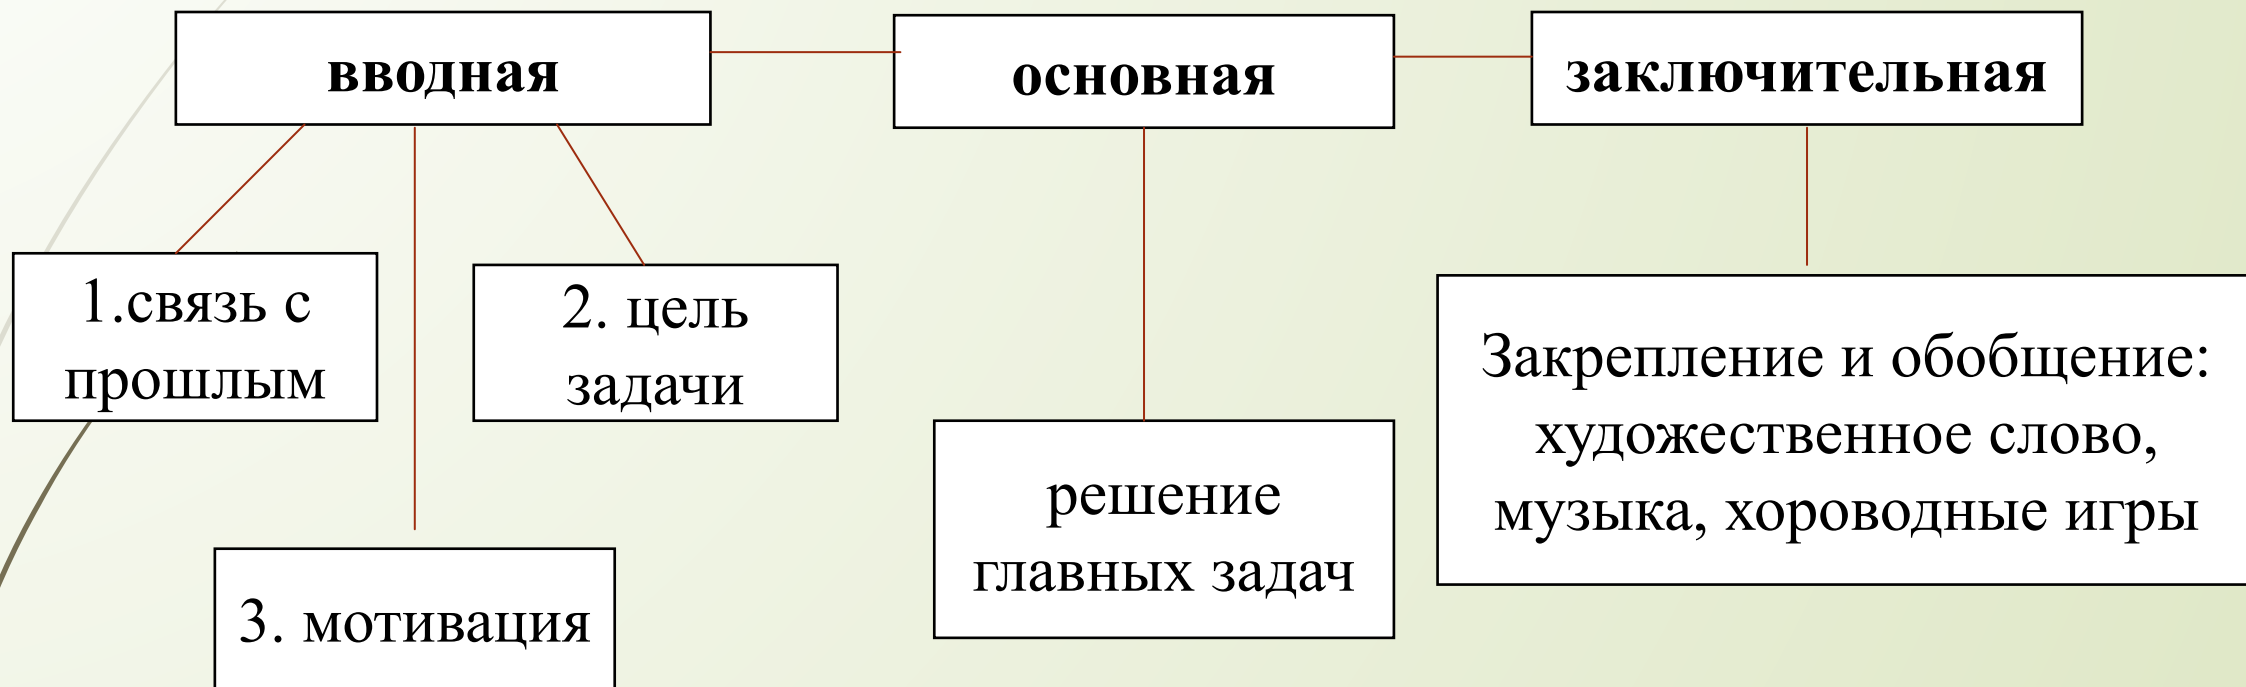 вводная
основная
заключительная
1.связь с
прошлым
2. цель
задачи
3. мотивация
решение
главных задач
Закрепление и обобщение:
художественное слово,
музыка, хороводные игры